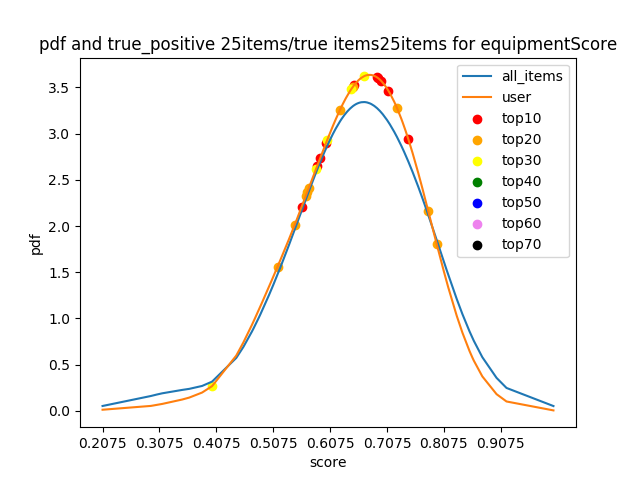 pdf and true_positive 25items/true items25items for equipmentScore
all_items
user
top10
top20
top30
top40
top50
top60
top70
3.5
3.0
2.5
2.0
1.5
1.0
0.5
0.0
pdf
0.2075 0.3075 0.4075 0.5075 0.6075 0.7075 0.8075 0.9075
score